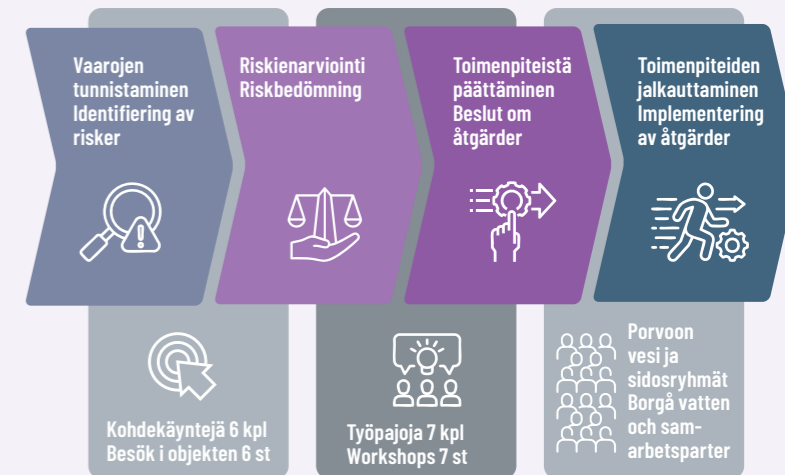 Vaarojen
tunnistaminen
Identifiering av
risker
Riskienarviointi
Riskbedömning
Toimenpiteistä
päättäminen
Beslut om
åtgärder
Toimenpiteiden
jalkauttaminen
Implementering
av åtgärder
Kohdekäyntejä 6 kpl
Besök i objekten 6 st
Työpajoja 7 kpl
Workshops 7 st
Porvoon
vesi ja
sidosryhmät
Borgå vatten
och sam-
arbetsparter